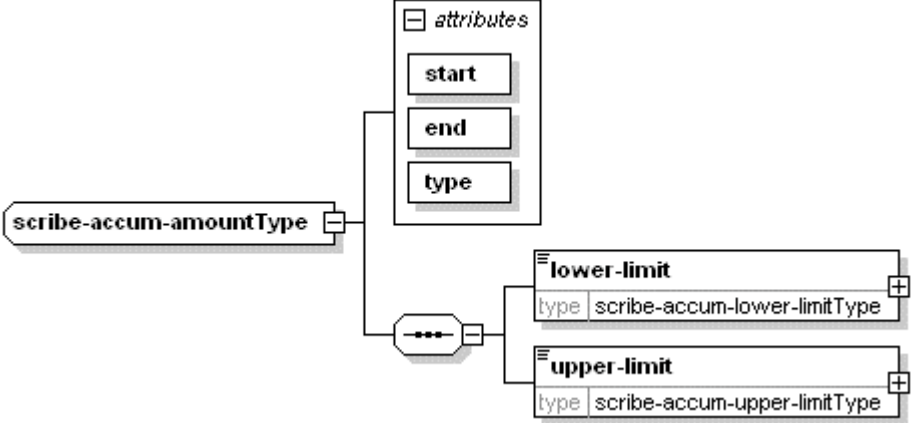 attributes
start
end
type
scribe-accum-amountType
lower-limit
type scribe-accum-lower-limitType
upper-limit
type scribe-accum-upper-limitType